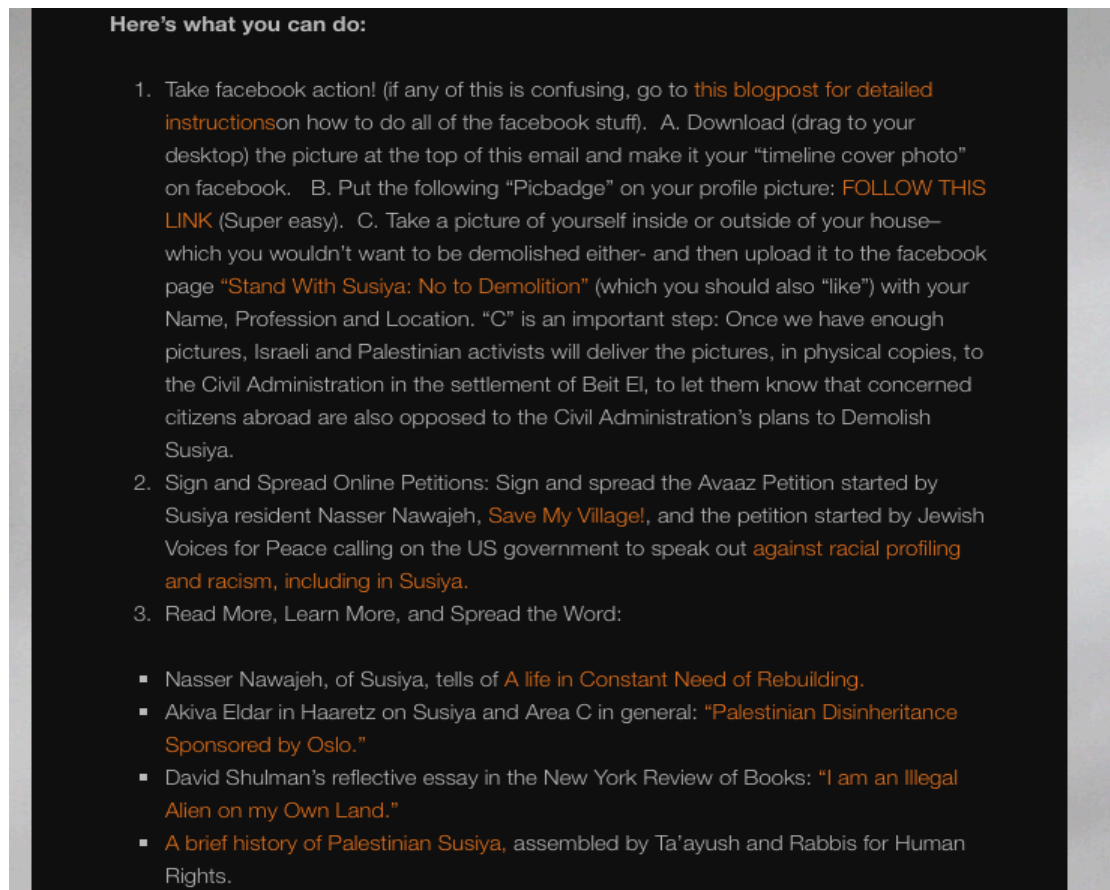 Here’s what you can do:
1. Take facebook action! (if any of this is confusing, go to this blogpost for detailed
instructionson how to do all of the facebook stuff).  A. Download (drag to your
desktop) the picture at the top of this email and make it your “timeline cover photo”
on facebook.   B. Put the following “Picbadge” on your profile picture: FOLLOW THIS
LINK (Super easy).  C. Take a picture of yourself inside or outside of your house–
which you wouldn’t want to be demolished either- and then upload it to the facebook
page “Stand With Susiya: No to Demolition” (which you should also “like”) with your
Name, Profession and Location. “C” is an important step: Once we have enough
pictures, Israeli and Palestinian activists will deliver the pictures, in physical copies, to
the Civil Administration in the settlement of Beit El, to let them know that concerned
citizens abroad are also opposed to the Civil Administration’s plans to Demolish
Susiya.
2. Sign and Spread Online Petitions: Sign and spread the Avaaz Petition started by
Susiya resident Nasser Nawajeh, Save My Village!, and the petition started by Jewish
Voices for Peace calling on the US government to speak out against racial profiling
and racism, including in Susiya.
3. Read More, Learn More, and Spread the Word:
▪ Nasser Nawajeh, of Susiya, tells of A life in Constant Need of Rebuilding.
▪ Akiva Eldar in Haaretz on Susiya and Area C in general: “Palestinian Disinheritance
Sponsored by Oslo.”
▪ David Shulman’s reflective essay in the New York Review of Books: “I am an Illegal
Alien on my Own Land.”
▪ A brief history of Palestinian Susiya, assembled by Ta’ayush and Rabbis for Human
Rights.